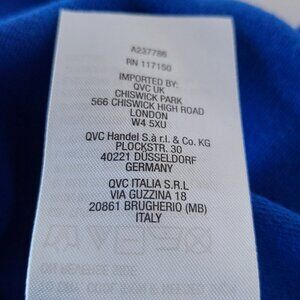 A237786
RN 117150
IMPORTED BY:
QVC UK
CHISWICK PARK
566 CHISWICK HIGH ROAD
LONDON
W4 5XU
QVC Handel S.à r.l. & Co. KG
PLOCKSTR. 30
40221 DÜSSELDORF
GERMANY
QVC ITALIA S.R.L
VIA GUZZINA 18
20861 BRUGHERIO (MB)
ITALY